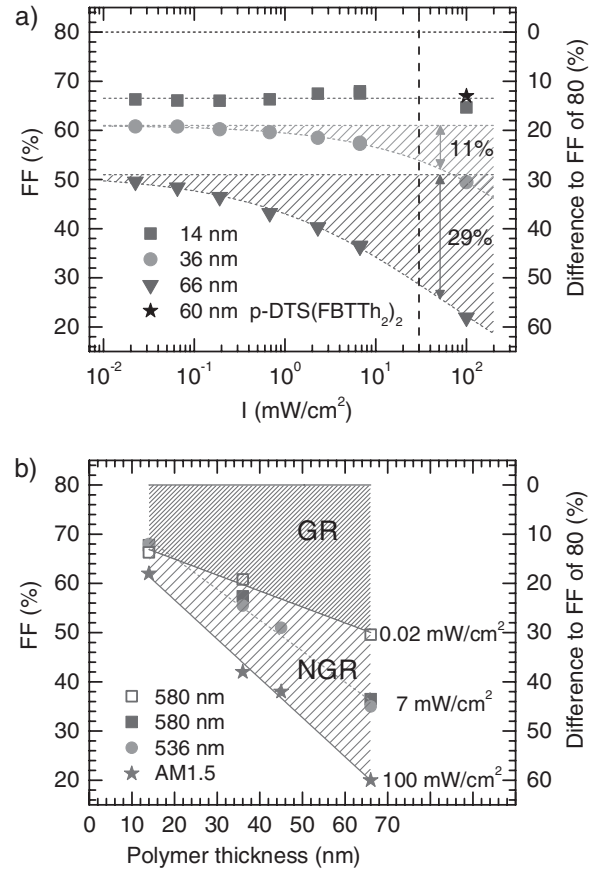 a)
80
70
60
50
40
30
20
FF (%)
0
10
20
30
40
50
60
Difference to FF of 80 (%)
11%
29%
14 nm
36 nm
66 nm
60 nm p-DTS(FBTTh₂)₂
10⁻² 10⁻¹ 10⁰ 10¹ 10²
I (mW/cm²)
b)
80
70
60
50
40
30
20
FF (%)
0
10
20
30
40
50
60
Difference to FF of 80 (%)
GR
NGR
0.02 mW/cm²
7 mW/cm²
100 mW/cm²
580 nm
580 nm
536 nm
AM1.5
0 10 20 30 40 50 60 70
Polymer thickness (nm)